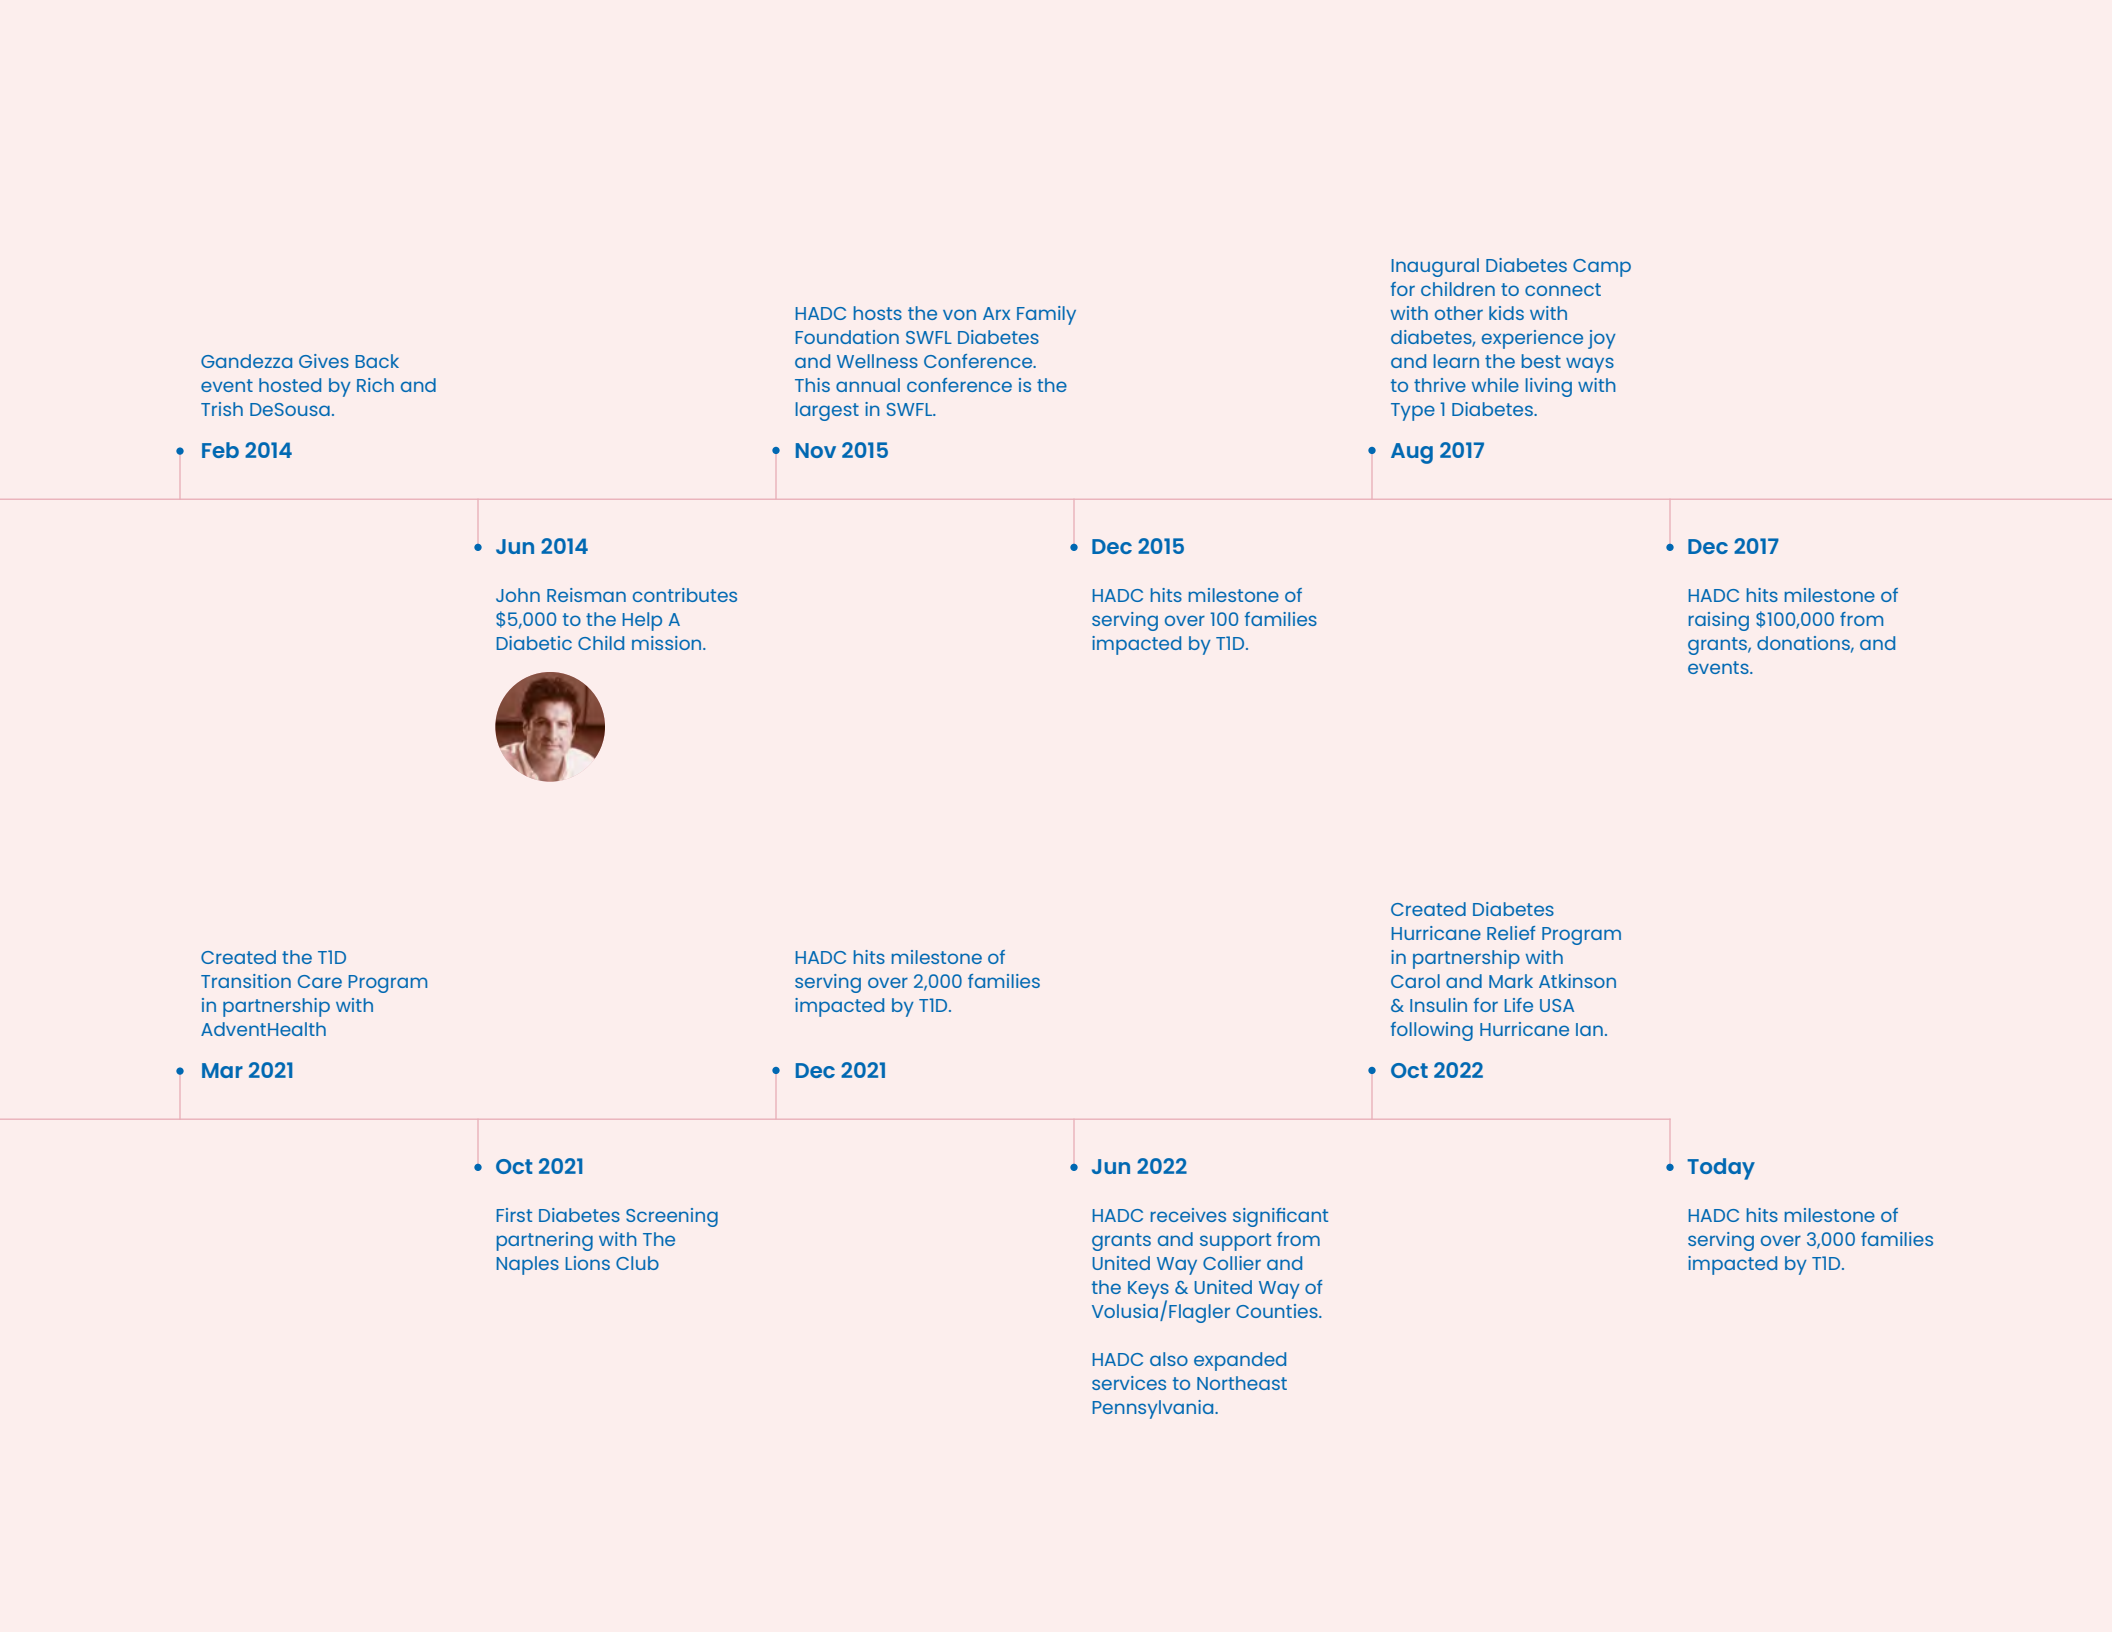 Gandezza Gives Back
event hosted by Rich and
Trish DeSousa.
Feb 2014
Jun 2014
John Reisman contributes
$5,000 to the Help A
Diabetic Child mission.
HADC hosts the von Arx Family
Foundation SWFL Diabetes
and Wellness Conference.
This annual conference is the
largest in SWFL.
Nov 2015
Dec 2015
HADC hits milestone of
serving over 100 families
impacted by T1D.
Inaugural Diabetes Camp
for children to connect
with other kids with
diabetes, experience joy
and learn the best ways
to thrive while living with
Type 1 Diabetes.
Aug 2017
Dec 2017
HADC hits milestone of
raising $100,000 from
grants, donations, and
events.
Created the T1D
Transition Care Program
in partnership with
AdventHealth
Mar 2021
Oct 2021
First Diabetes Screening
partnering with The
Naples Lions Club
HADC hits milestone of
serving over 2,000 families
impacted by T1D.
Dec 2021
Jun 2022
HADC receives significant
grants and support from
United Way Collier and
the Keys & United Way of
Volusia/Flagler Counties.
HADC also expanded
services to Northeast
Pennsylvania.
Created Diabetes
Hurricane Relief Program
in partnership with
Carol and Mark Atkinson
& Insulin for Life USA
following Hurricane Ian.
Oct 2022
Today
HADC hits milestone of
serving over 3,000 families
impacted by T1D.